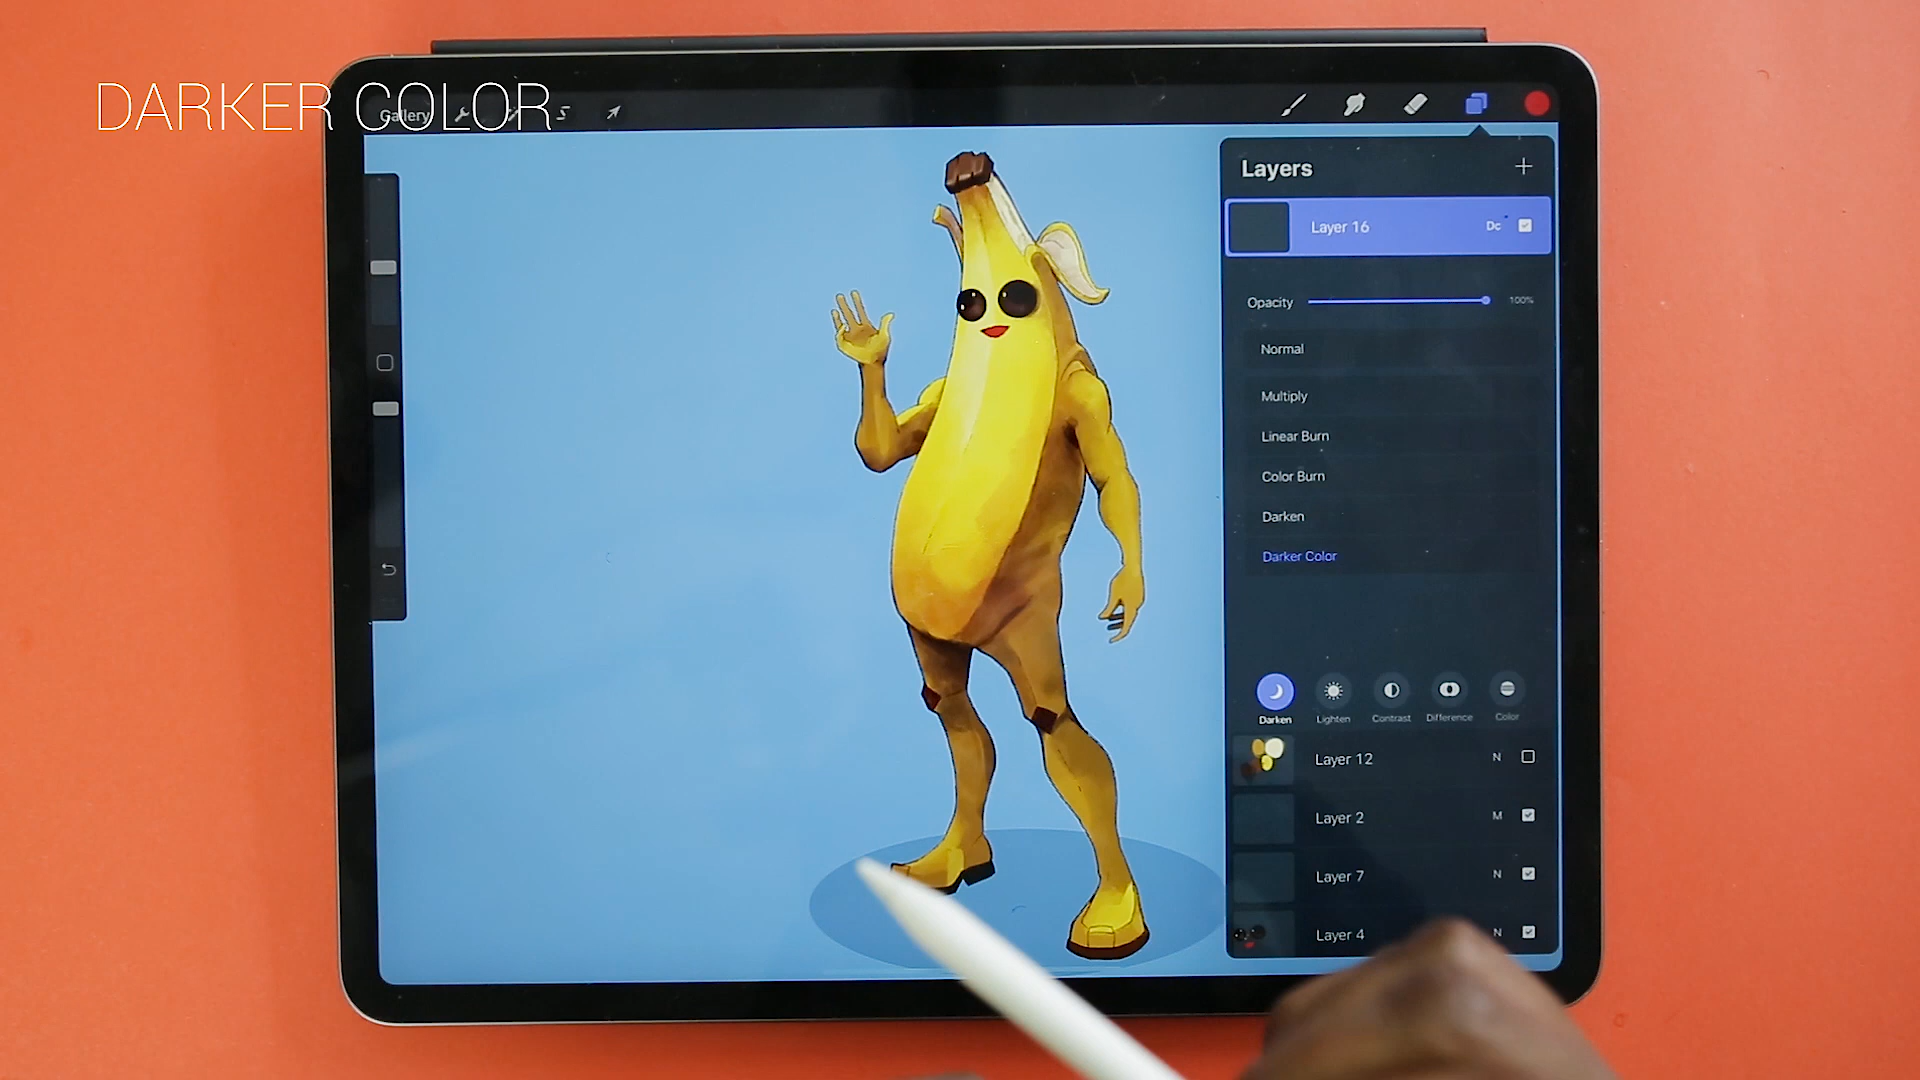 DARKER COLOR
Gallery
Layers
Layer 16 Dc
Opacity 100%
Normal
Multiply
Linear Burn
Color Burn
Darken
Darker Color
Darken Lighten Contrast Difference Color
Layer 12 N
Layer 2 M
Layer 7 N
Layer 4 N